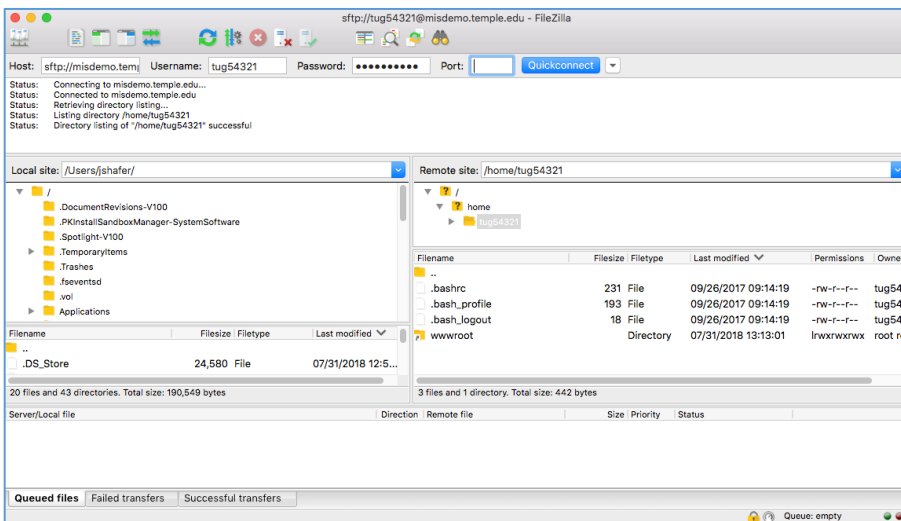 sftp://tug54321@misdemo.temple.edu - FileZilla
Host: sftp://misdemo.tem Username: tug54321 Password: •••••••••• Port: Quickconnect
Status: Connecting to misdemo.temple.edu...
Status: Connected to misdemo.temple.edu
Status: Retrieving directory listing...
Status: Listing directory /home/tug54321
Status: Directory listing of "/home/tug54321" successful
Local site: /Users/jshafer/
/
.DocumentRevisions-V100
.PKInstallSandboxManager-SystemSoftware
.Spotlight-V100
.TemporaryItems
.Trashes
.fseventsd
.vol
Applications
Filename Filesize Filetype Last modified
..
.DS_Store 24,580 File 07/31/2018 12:5...
20 files and 43 directories. Total size: 190,549 bytes
Remote site: /home/tug54321
? /
? home
tug54321
Filename Filesize Filetype Last modified Permissions Owne
..
.bashrc 231 File 09/26/2017 09:14:19 -rw-r--r-- tug54
.bash_profile 193 File 09/26/2017 09:14:19 -rw-r--r-- tug54
.bash_logout 18 File 09/26/2017 09:14:19 -rw-r--r-- tug54
wwwroot Directory 07/31/2018 13:13:01 lrwxrwxrwx root r
3 files and 1 directory. Total size: 442 bytes
Server/Local file Direction Remote file Size Priority Status
Queued files Failed transfers Successful transfers
Queue: empty